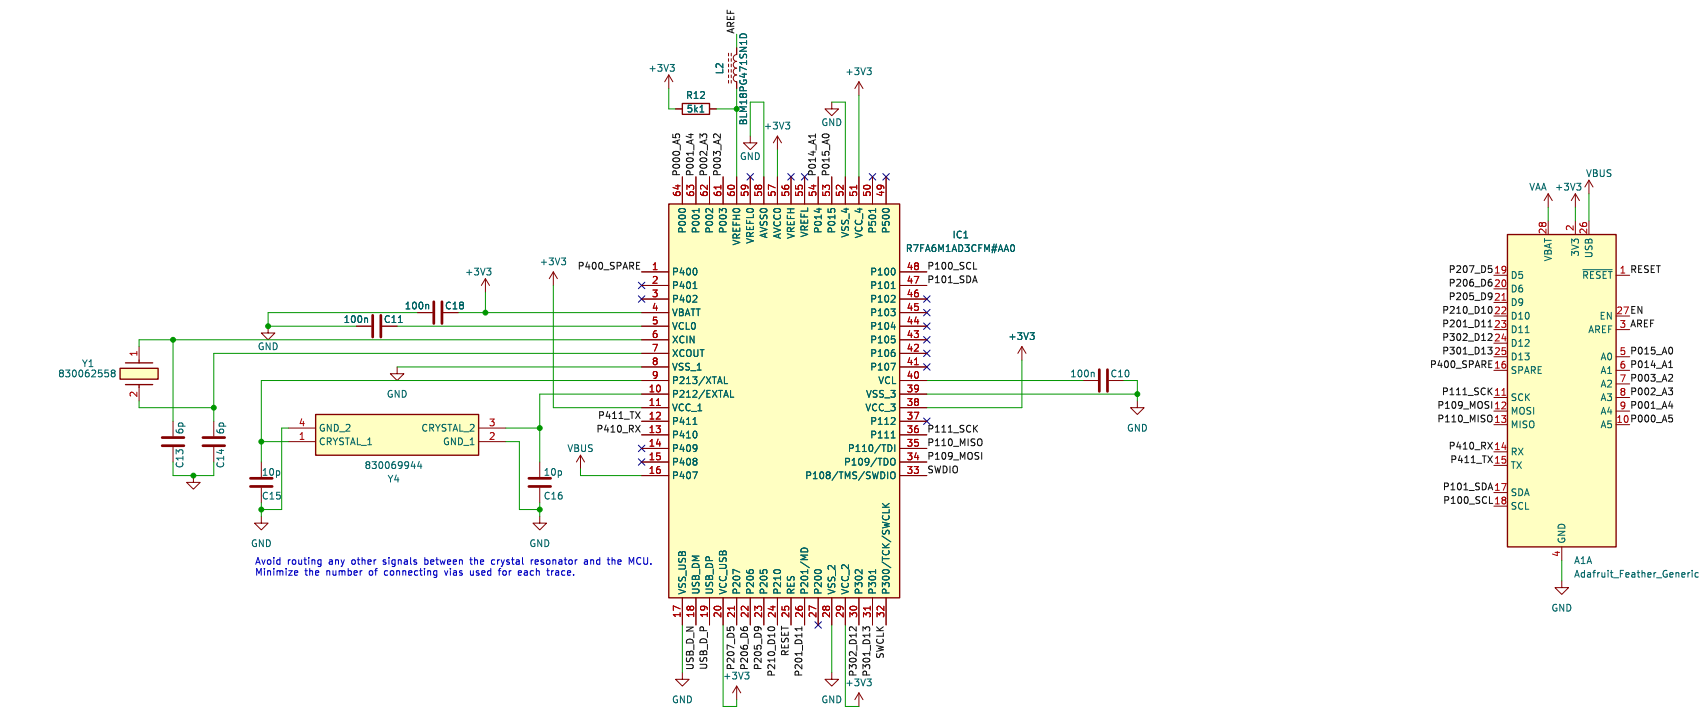 AREF
+3V3
L2
BLM18PG471SN1D
R12
5k1
+3V3
GND
+3V3
GND
P000_A5
P001_A4
P002_A3
P003_A2
P014_A1
P015_A0
64
63
62
61
60
59
58
57
56
55
54
53
52
51
50
49
P000
P001
P002
P003
VREFH0
VREFL0
AVSS0
AVCC0
VREFH
VREFL
P014
P015
VSS_4
VCC_4
P501
P500
IC1
R7FA6M1AD3CFM#AA0
P400_SPARE
1 P400
2 P401
3 P402
4 VBATT
5 VCL0
6 XCIN
7 XCOUT
8 VSS_1
9 P213/XTAL
10 P212/EXTAL
11 VCC_1
P411_TX 12 P411
P410_RX 13 P410
14 P409
15 P408
16 P407
P100 48 P100_SCL
P101 47 P101_SDA
P102 46
P103 45
P104 44
P105 43
P106 42
P107 41
VCL 40
VSS_3 39
VCC_3 38
P112 37
P111 36 P111_SCK
P110/TDI 35 P110_MISO
P109/TDO 34 P109_MOSI
P108/TMS/SWDIO 33 SWDIO
+3V3
+3V3
100n C18
100n C11
GND
GND
Y1
830062558
1
2
6p
C13
6p
C14
4 GND_2
1 CRYSTAL_1
CRYSTAL_2 3
GND_1 2
830069944
Y4
10p
C15
GND
10p
C16
GND
VBUS
+3V3
100n C10
GND
Avoid routing any other signals between the crystal resonator and the MCU.
Minimize the number of connecting vias used for each trace.
VSS_USB
USB_DM
USB_DP
VCC_USB
P207
P206
P205
P210
RES
P201/MD
P200
VSS_2
VCC_2
P302
P301
P300/TCK/SWCLK
17
18
19
20
21
22
23
24
25
26
27
28
29
30
31
32
USB_D_N
USB_D_P
P207_D5
P206_D6
P205_D9
P210_D10
RESET
P201_D11
P302_D12
P301_D13
SWCLK
GND
+3V3
GND
+3V3
VAA
+3V3
VBUS
28
2
26
VBAT
3V3
USB
P207_D5 19 D5
P206_D6 20 D6
P205_D9 21 D9
P210_D10 22 D10
P201_D11 23 D11
P302_D12 24 D12
P301_D13 25 D13
P400_SPARE 16 SPARE
P111_SCK 11 SCK
P109_MOSI 12 MOSI
P110_MISO 13 MISO
P410_RX 14 RX
P411_TX 15 TX
P101_SDA 17 SDA
P100_SCL 18 SCL
RESET 1 RESET
EN 27 EN
AREF 3 AREF
A0 5 P015_A0
A1 6 P014_A1
A2 7 P003_A2
A3 8 P002_A3
A4 9 P001_A4
A5 10 P000_A5
GND
4
A1A
Adafruit_Feather_Generic
GND